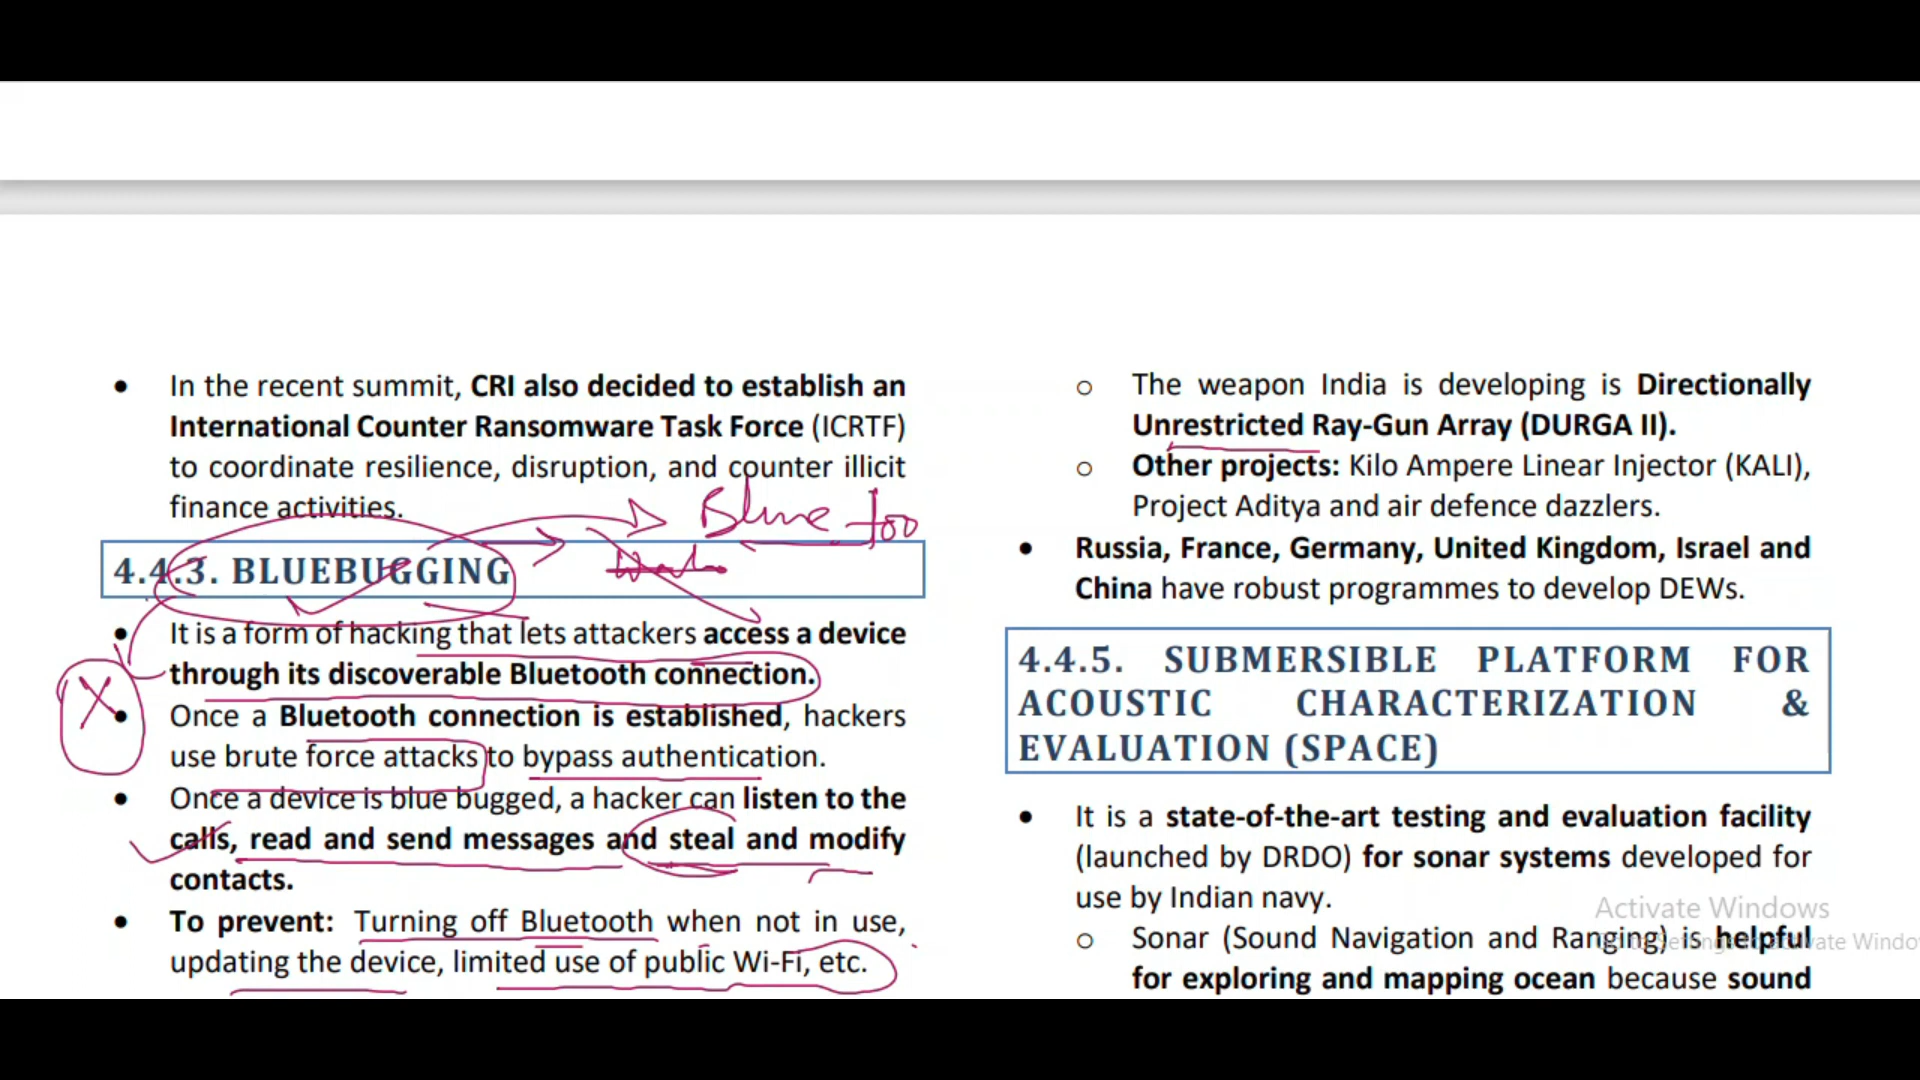 • In the recent summit, CRI also decided to establish an
International Counter Ransomware Task Force (ICRTF)
to coordinate resilience, disruption, and counter illicit
finance activities.
Blue too
4.4.3. BLUEBUGGING
• It is a form of hacking that lets attackers access a device
through its discoverable Bluetooth connection.
• Once a Bluetooth connection is established, hackers
use brute force attacks to bypass authentication.
• Once a device is blue bugged, a hacker can listen to the
calls, read and send messages and steal and modify
contacts.
• To prevent: Turning off Bluetooth when not in use,
updating the device, limited use of public Wi-Fi, etc.
o The weapon India is developing is Directionally
Unrestricted Ray-Gun Array (DURGA II).
o Other projects: Kilo Ampere Linear Injector (KALI),
Project Aditya and air defence dazzlers.
• Russia, France, Germany, United Kingdom, Israel and
China have robust programmes to develop DEWs.
4.4.5. SUBMERSIBLE PLATFORM FOR
ACOUSTIC CHARACTERIZATION &
EVALUATION (SPACE)
• It is a state-of-the-art testing and evaluation facility
(launched by DRDO) for sonar systems developed for
use by Indian navy.
Activate Windows
o Sonar (Sound Navigation and Ranging) is helpful
for exploring and mapping ocean because sound